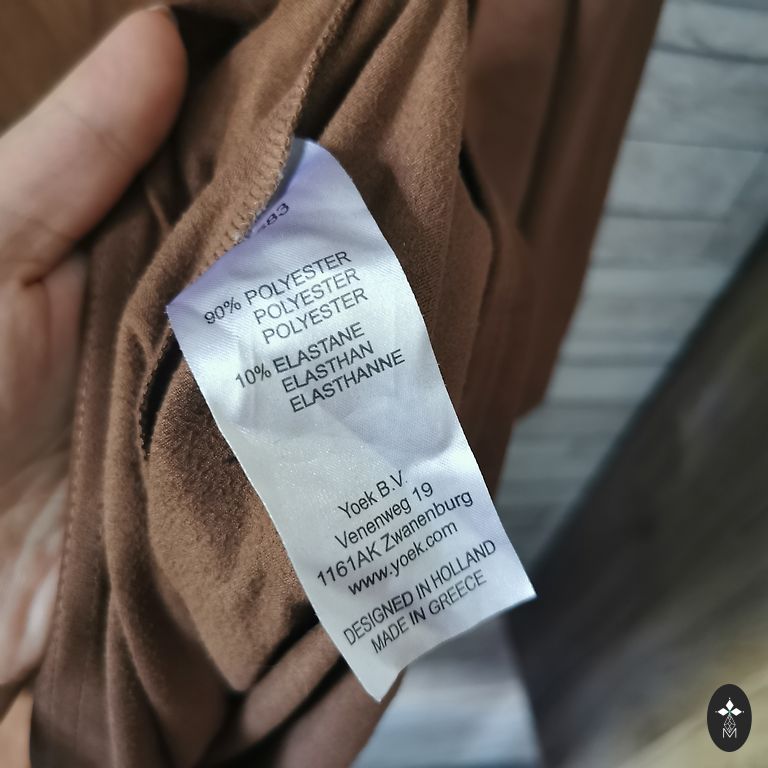 83
90% POLYESTER
POLYESTER
POLYESTER
10% ELASTANE
ELASTHAN
ELASTHANNE
Yoek B.V.
Venenweg 19
1161AK Zwanenburg
www.yoek.com
DESIGNED IN HOLLAND
MADE IN GREECE
M